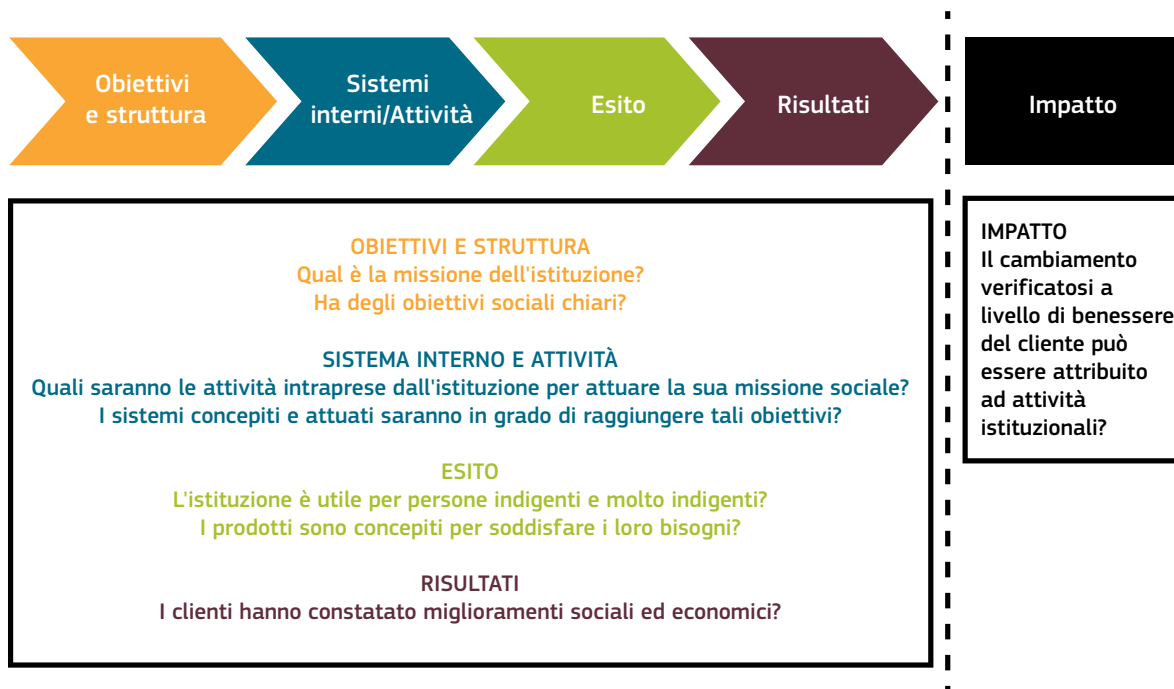 Obiettivi
e struttura
Sistemi
interni/Attività
Esito
Risultati
Impatto
OBIETTIVI E STRUTTURA
Qual è la missione dell'istituzione?
Ha degli obiettivi sociali chiari?
SISTEMA INTERNO E ATTIVITÀ
Quali saranno le attività intraprese dall'istituzione per attuare la sua missione sociale?
I sistemi concepiti e attuati saranno in grado di raggiungere tali obiettivi?
ESITO
L'istituzione è utile per persone indigenti e molto indigenti?
I prodotti sono concepiti per soddisfare i loro bisogni?
RISULTATI
I clienti hanno constatato miglioramenti sociali ed economici?
IMPATTO
Il cambiamento
verificatosi a
livello di benessere
del cliente può
essere attribuito
ad attività
istituzionali?